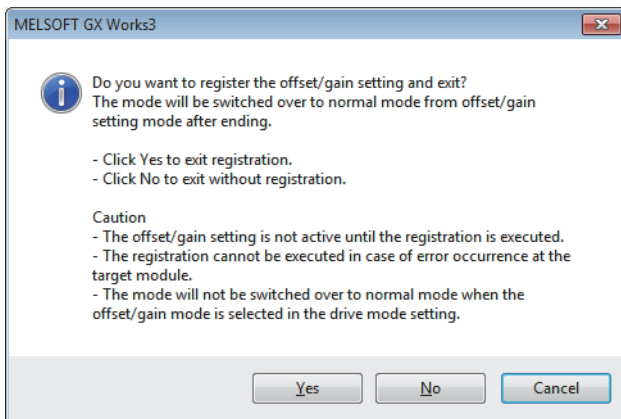 MELSOFT GX Works3
Do you want to register the offset/gain setting and exit?
The mode will be switched over to normal mode from offset/gain
setting mode after ending.
- Click Yes to exit registration.
- Click No to exit without registration.
Caution
- The offset/gain setting is not active until the registration is executed.
- The registration cannot be executed in case of error occurrence at the
target module.
- The mode will not be switched over to normal mode when the
offset/gain mode is selected in the drive mode setting.
Yes No Cancel